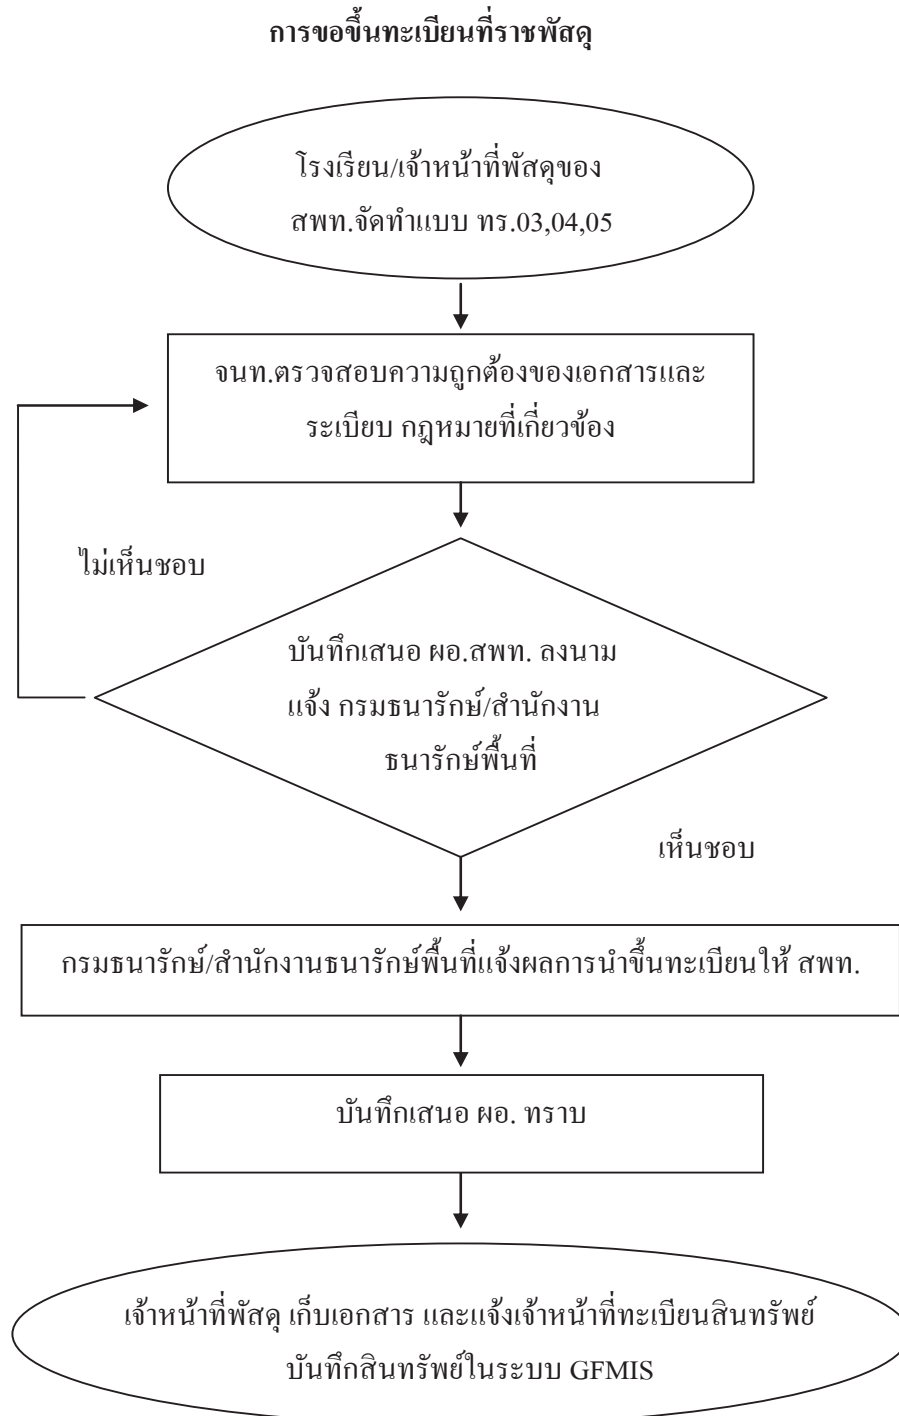 การขอขึ้นทะเบียนที่ราชพัสดุ
โรงเรียน/เจ้าหน้าที่พัสดุของ
สพท.จัดทำแบบ ทร.03,04,05
จนท.ตรวจสอบความถูกต้องของเอกสารและ
ระเบียบ กฎหมายที่เกี่ยวข้อง
ไม่เห็นชอบ
บันทึกเสนอ ผอ.สพท. ลงนาม
แจ้ง กรมธนารักษ์/สำนักงาน
ธนารักษ์พื้นที่
เห็นชอบ
กรมธนารักษ์/สำนักงานธนารักษ์พื้นที่แจ้งผลการนำขึ้นทะเบียนให้ สพท.
บันทึกเสนอ ผอ. ทราบ
เจ้าหน้าที่พัสดุ เก็บเอกสาร และแจ้งเจ้าหน้าที่ทะเบียนสินทรัพย์
บันทึกสินทรัพย์ในระบบ GFMIS